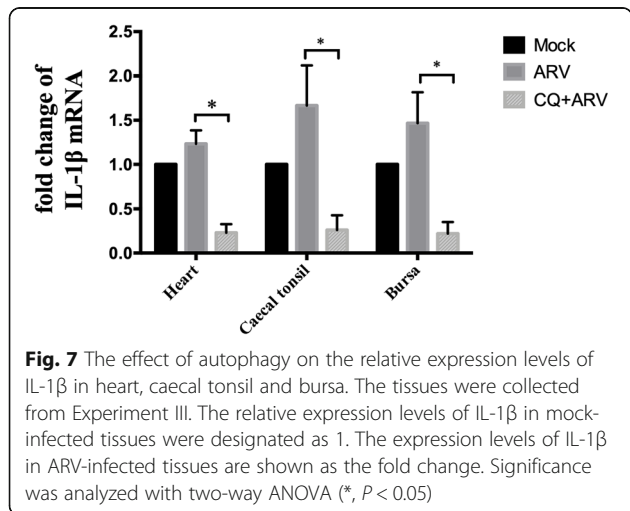 fold change of
IL-1β mRNA
2.5
2.0
1.5
1.0
0.5
0.0
*
*
*
Heart
Caecal tonsil
Bursa
Mock
ARV
CQ+ARV
Fig. 7 The effect of autophagy on the relative expression levels of
IL-1β in heart, caecal tonsil and bursa. The tissues were collected
from Experiment III. The relative expression levels of IL-1β in mock-
infected tissues were designated as 1. The expression levels of IL-1β
in ARV-infected tissues are shown as the fold change. Significance
was analyzed with two-way ANOVA (*, P < 0.05)